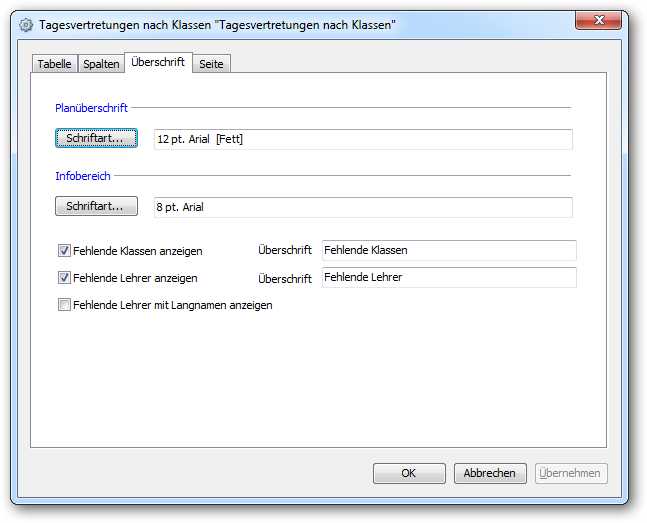 Tagesvertretungen nach Klassen "Tagesvertretungen nach Klassen"
Tabelle Spalten Überschrift Seite
Planüberschrift
Schriftart... 12 pt. Arial [Fett]
Infobereich
Schriftart... 8 pt. Arial
Fehlende Klassen anzeigen Überschrift Fehlende Klassen
Fehlende Lehrer anzeigen Überschrift Fehlende Lehrer
Fehlende Lehrer mit Langnamen anzeigen
OK Abbrechen Übernehmen